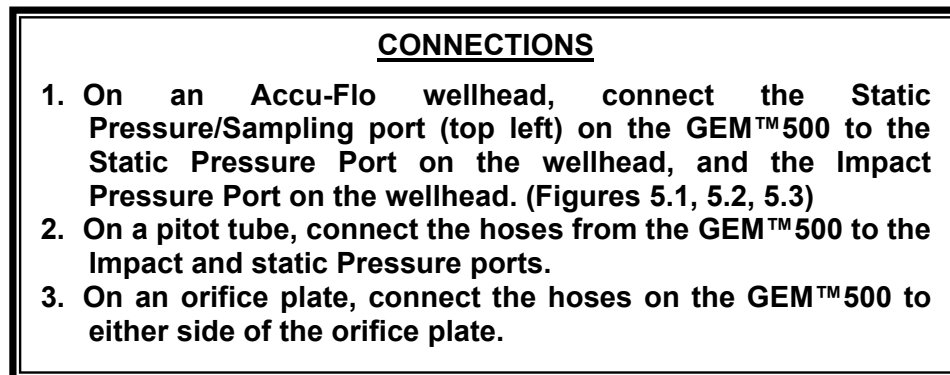 CONNECTIONS
1. On an Accu-Flo wellhead, connect the Static
Pressure/Sampling port (top left) on the GEM™500 to the
Static Pressure Port on the wellhead, and the Impact
Pressure Port on the wellhead. (Figures 5.1, 5.2, 5.3)
2. On a pitot tube, connect the hoses from the GEM™500 to the
Impact and static Pressure ports.
3. On an orifice plate, connect the hoses on the GEM™500 to
either side of the orifice plate.